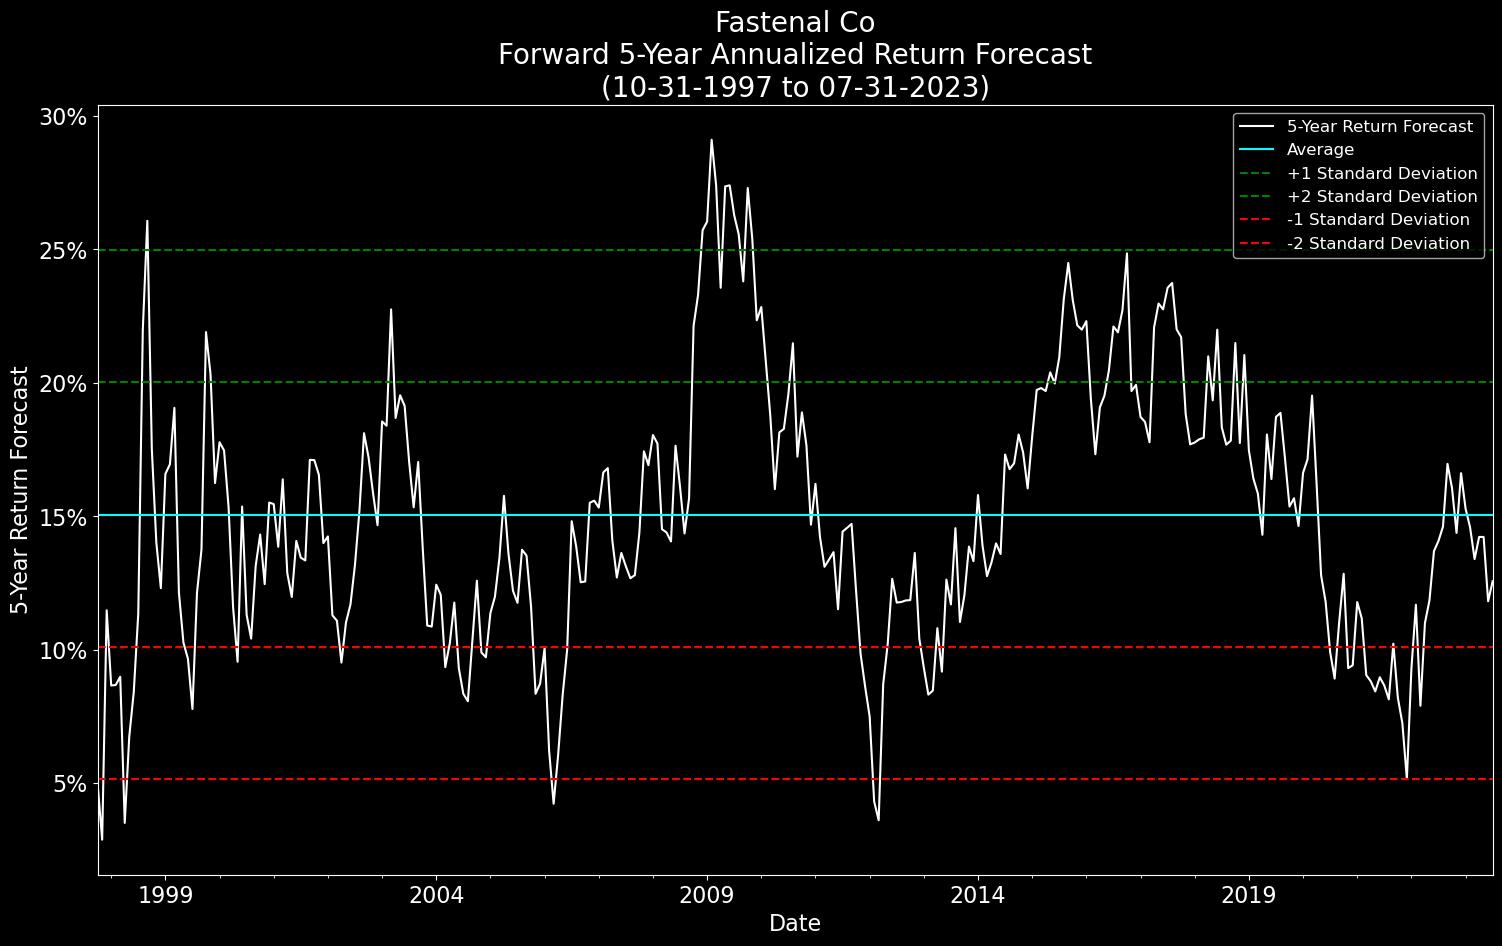 Fastenal Co
Forward 5-Year Annualized Return Forecast
(10-31-1997 to 07-31-2023)
30%
25%
20%
15%
10%
5%
5-Year Return Forecast
5-Year Return Forecast
Average
+1 Standard Deviation
+2 Standard Deviation
-1 Standard Deviation
-2 Standard Deviation
1999
2004
2009
2014
2019
Date